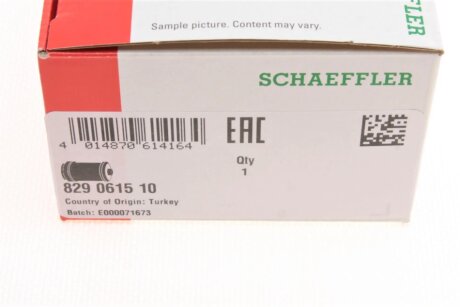 Sample picture. Content may vary.
FLER
SCHAEFFLER
4 014870 614164
EAC
Qty
1
829 0615 10
Country of Origin: Turkey
Batch: E000071673